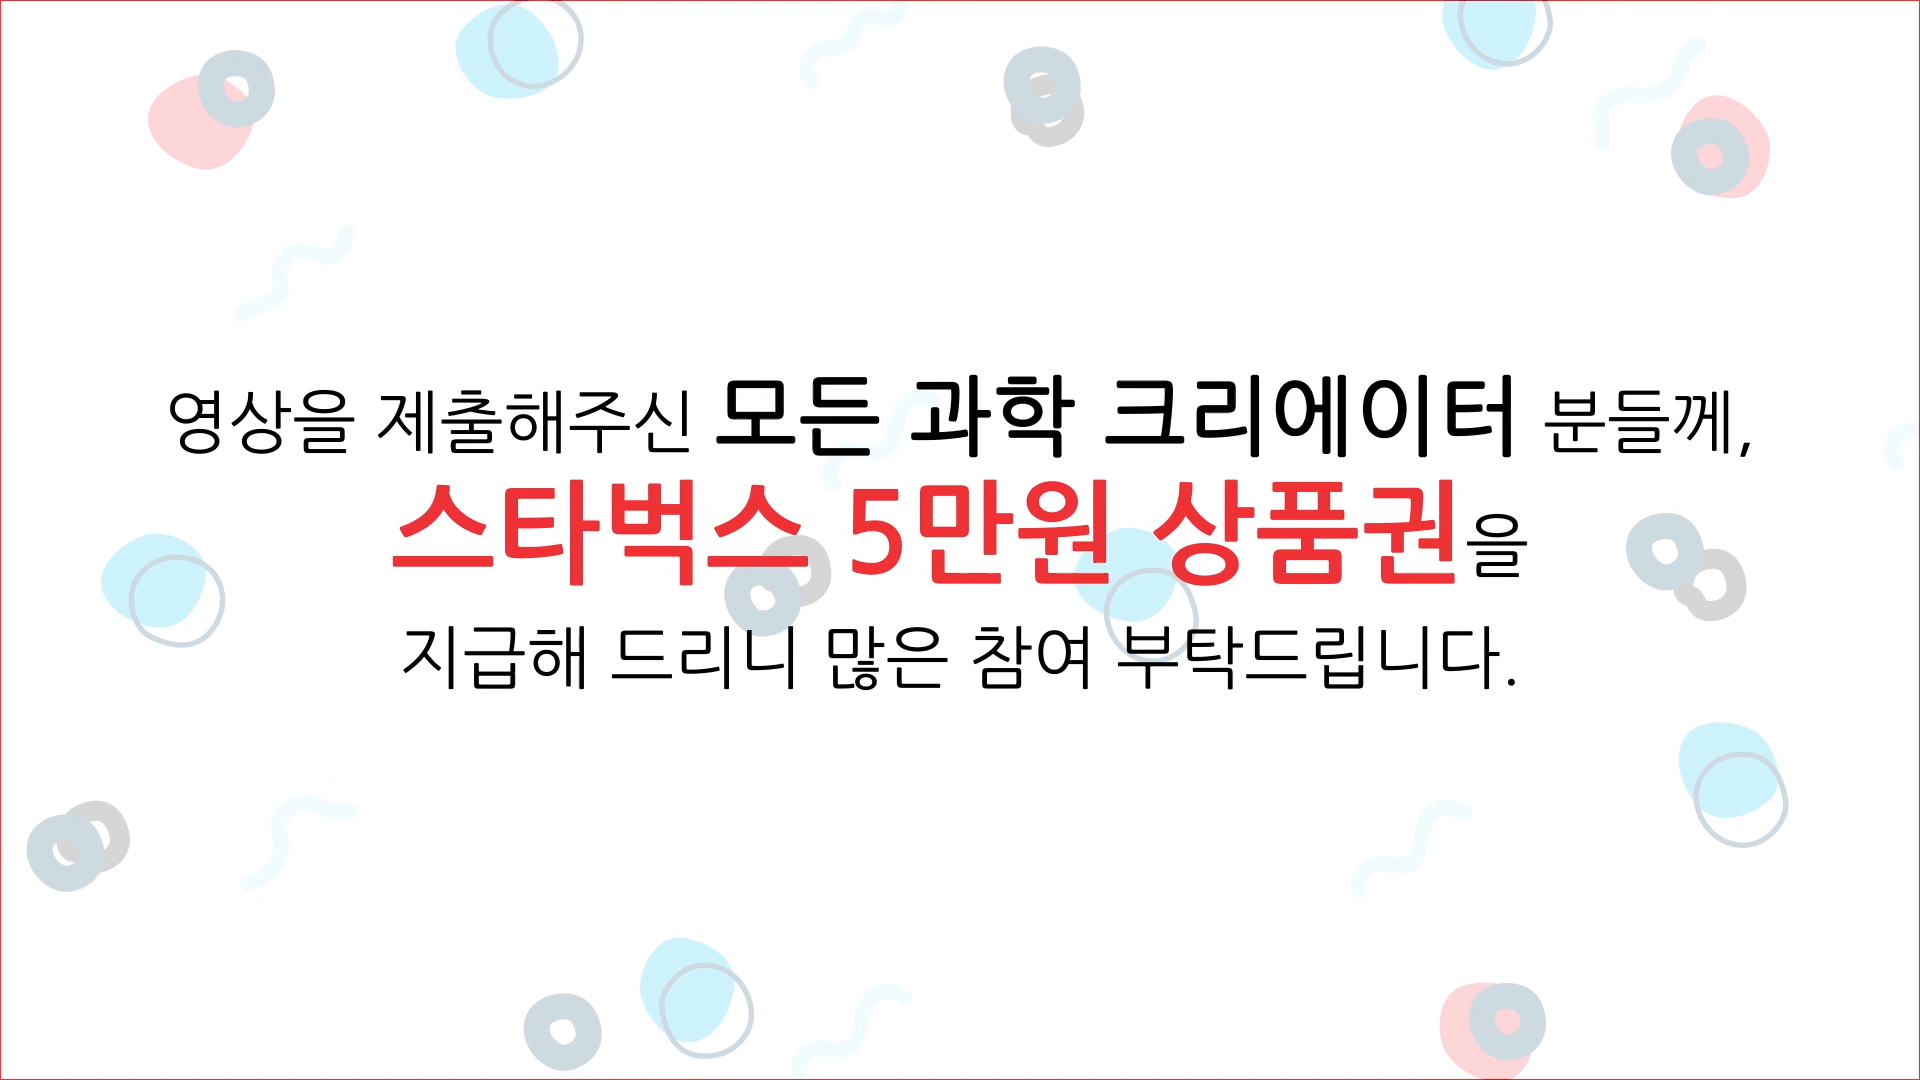 영상을 제출해주신 모든 과학 크리에이터 분들께,
스타벅스 5만원 상품권을
지급해 드리니 많은 참여 부탁드립니다.